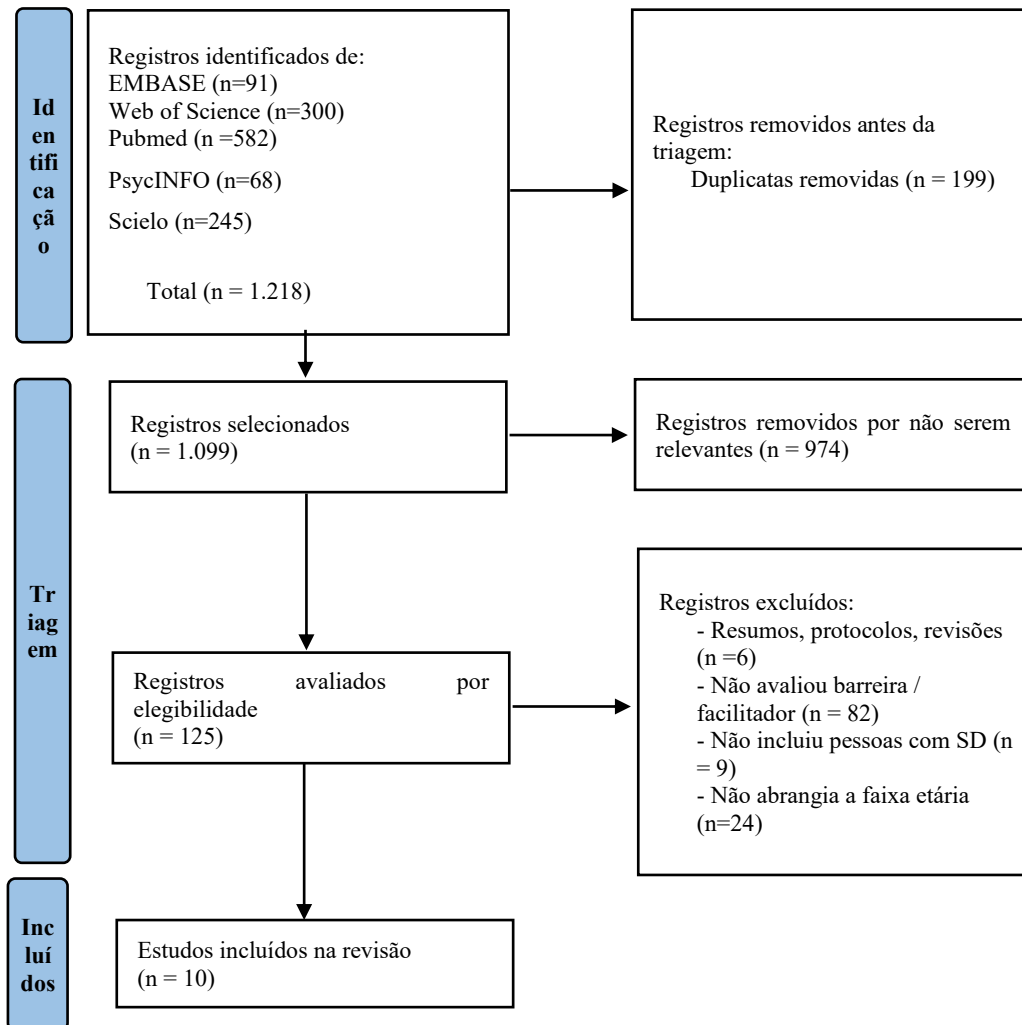 Id
en
tifi
ca
çã
o
Registros identificados de:
EMBASE (n=91)
Web of Science (n=300)
Pubmed (n =582)
PsycINFO (n=68)
Scielo (n=245)
Total (n = 1.218)
Registros removidos antes da
triagem:
Duplicatas removidas (n = 199)
Tr
iag
em
Registros selecionados
(n = 1.099)
Registros removidos por não serem
relevantes (n = 974)
Registros avaliados por
elegibilidade
(n = 125)
Registros excluídos:
- Resumos, protocolos, revisões
(n =6)
- Não avaliou barreira /
facilitador (n = 82)
- Não incluiu pessoas com SD (n
= 9)
- Não abrangia a faixa etária
(n=24)
Inc
luí
dos
Estudos incluídos na revisão
(n = 10)